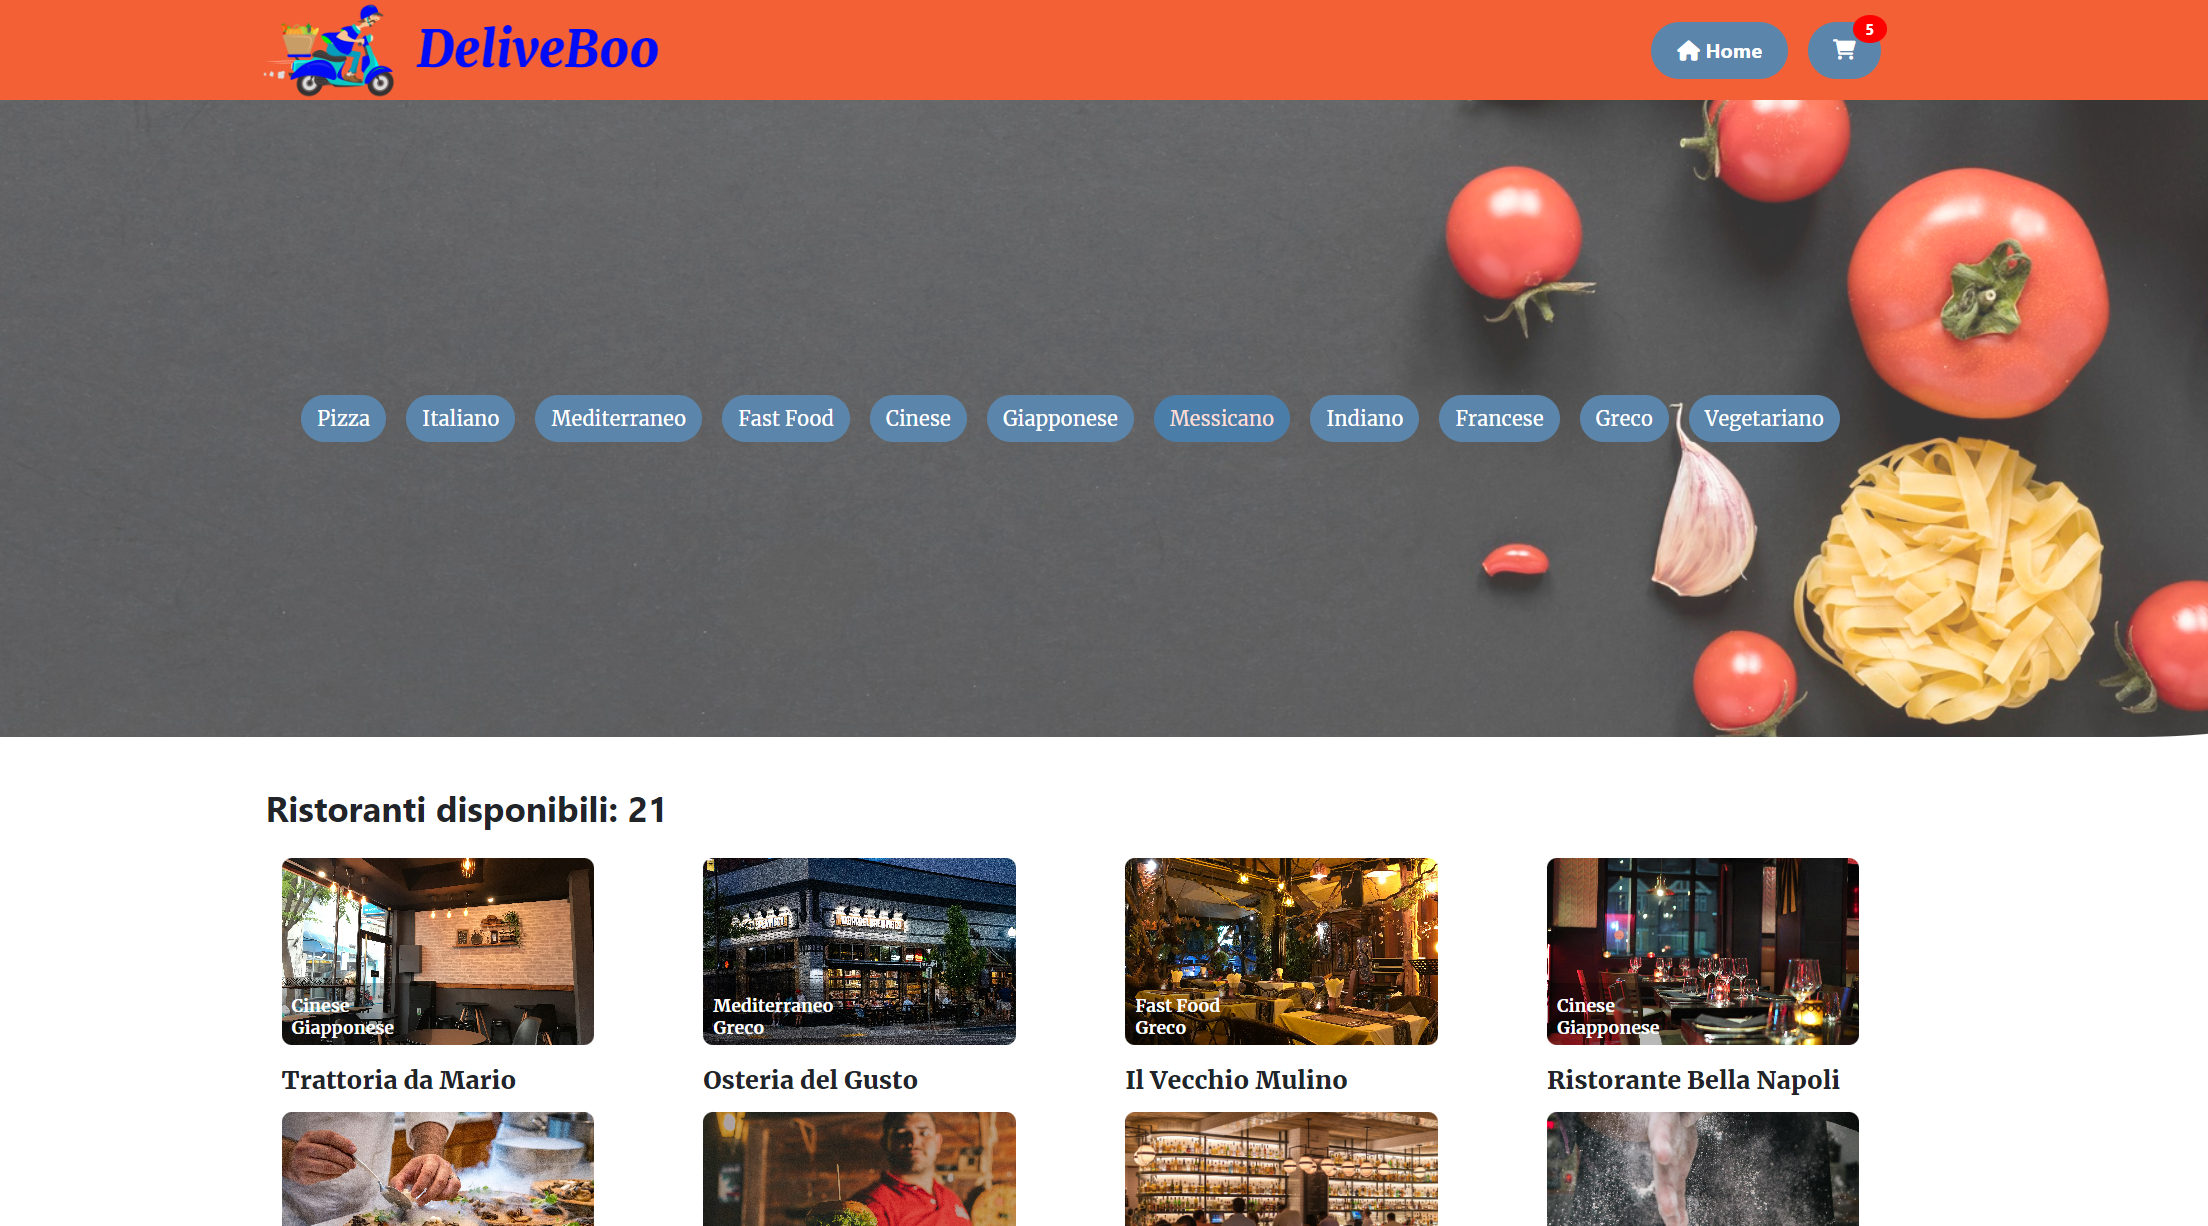 DeliveBoo
Home
5
Pizza Italiano Mediterraneo Fast Food Cinese Giapponese Messicano Indiano Francese Greco Vegetariano
Ristoranti disponibili: 21
Cinese
Giapponese
Trattoria da Mario
Mediterraneo
Greco
Osteria del Gusto
Fast Food
Greco
Il Vecchio Mulino
Cinese
Giapponese
Ristorante Bella Napoli